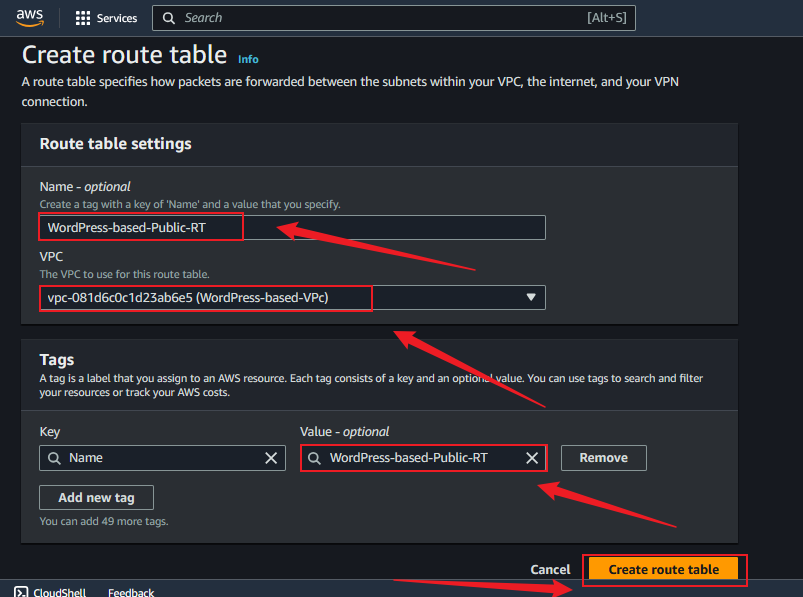 aws
Services
Search
[Alt+S]
Create route table Info
A route table specifies how packets are forwarded between the subnets within your VPC, the internet, and your VPN
connection.
Route table settings
Name - optional
Create a tag with a key of 'Name' and a value that you specify.
WordPress-based-Public-RT
VPC
The VPC to use for this route table.
vpc-081d6c0c1d23ab6e5 (WordPress-based-VPc)
Tags
A tag is a label that you assign to an AWS resource. Each tag consists of a key and an optional value. You can use tags to search and filter
your resources or track your AWS costs.
Key
Value - optional
Name
WordPress-based-Public-RT
Remove
Add new tag
You can add 49 more tags.
Cancel
Create route table
CloudShell
Feedback